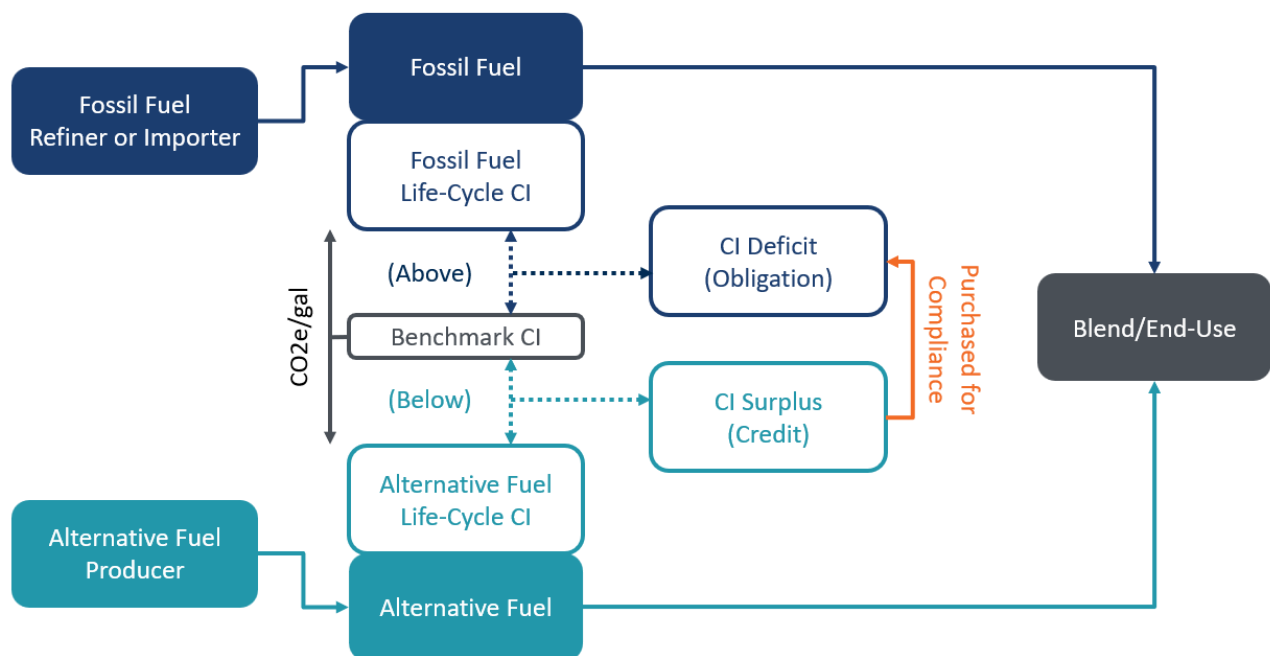 Fossil Fuel
Refiner or Importer
Fossil Fuel
Fossil Fuel
Life-Cycle CI
(Above)
CI Deficit
(Obligation)
CO2e/gal
Benchmark CI
Purchased for
Compliance
Blend/End-Use
(Below)
CI Surplus
(Credit)
Alternative Fuel
Life-Cycle CI
Alternative Fuel
Producer
Alternative Fuel